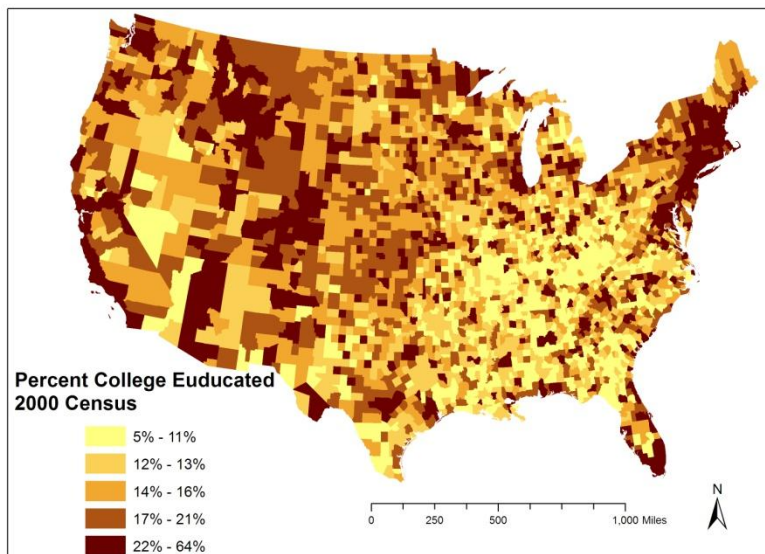 Percent College Euducated
2000 Census
5% - 11%
12% - 13%
14% - 16%
17% - 21%
22% - 64%
N
0 250 500 1,000 Miles